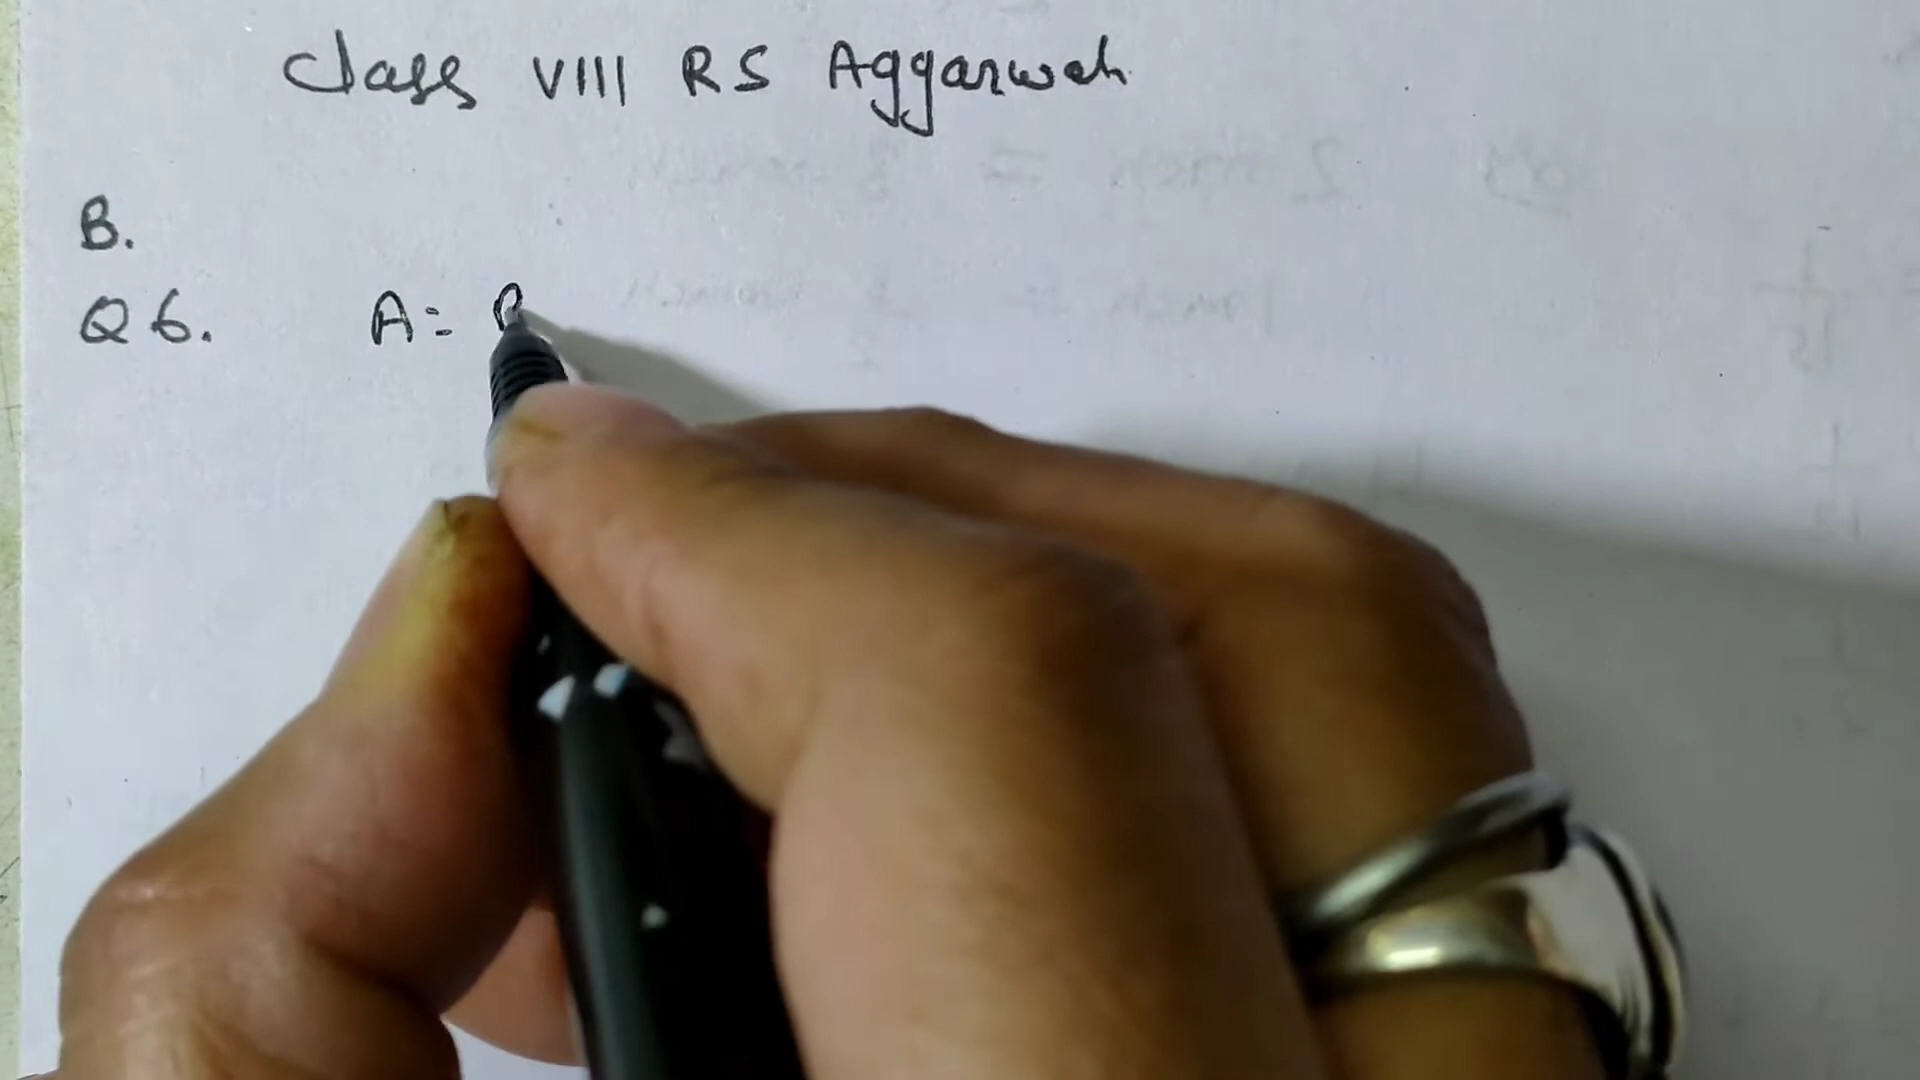 Class VIII RS Aggarwal
B.
Q6. A =